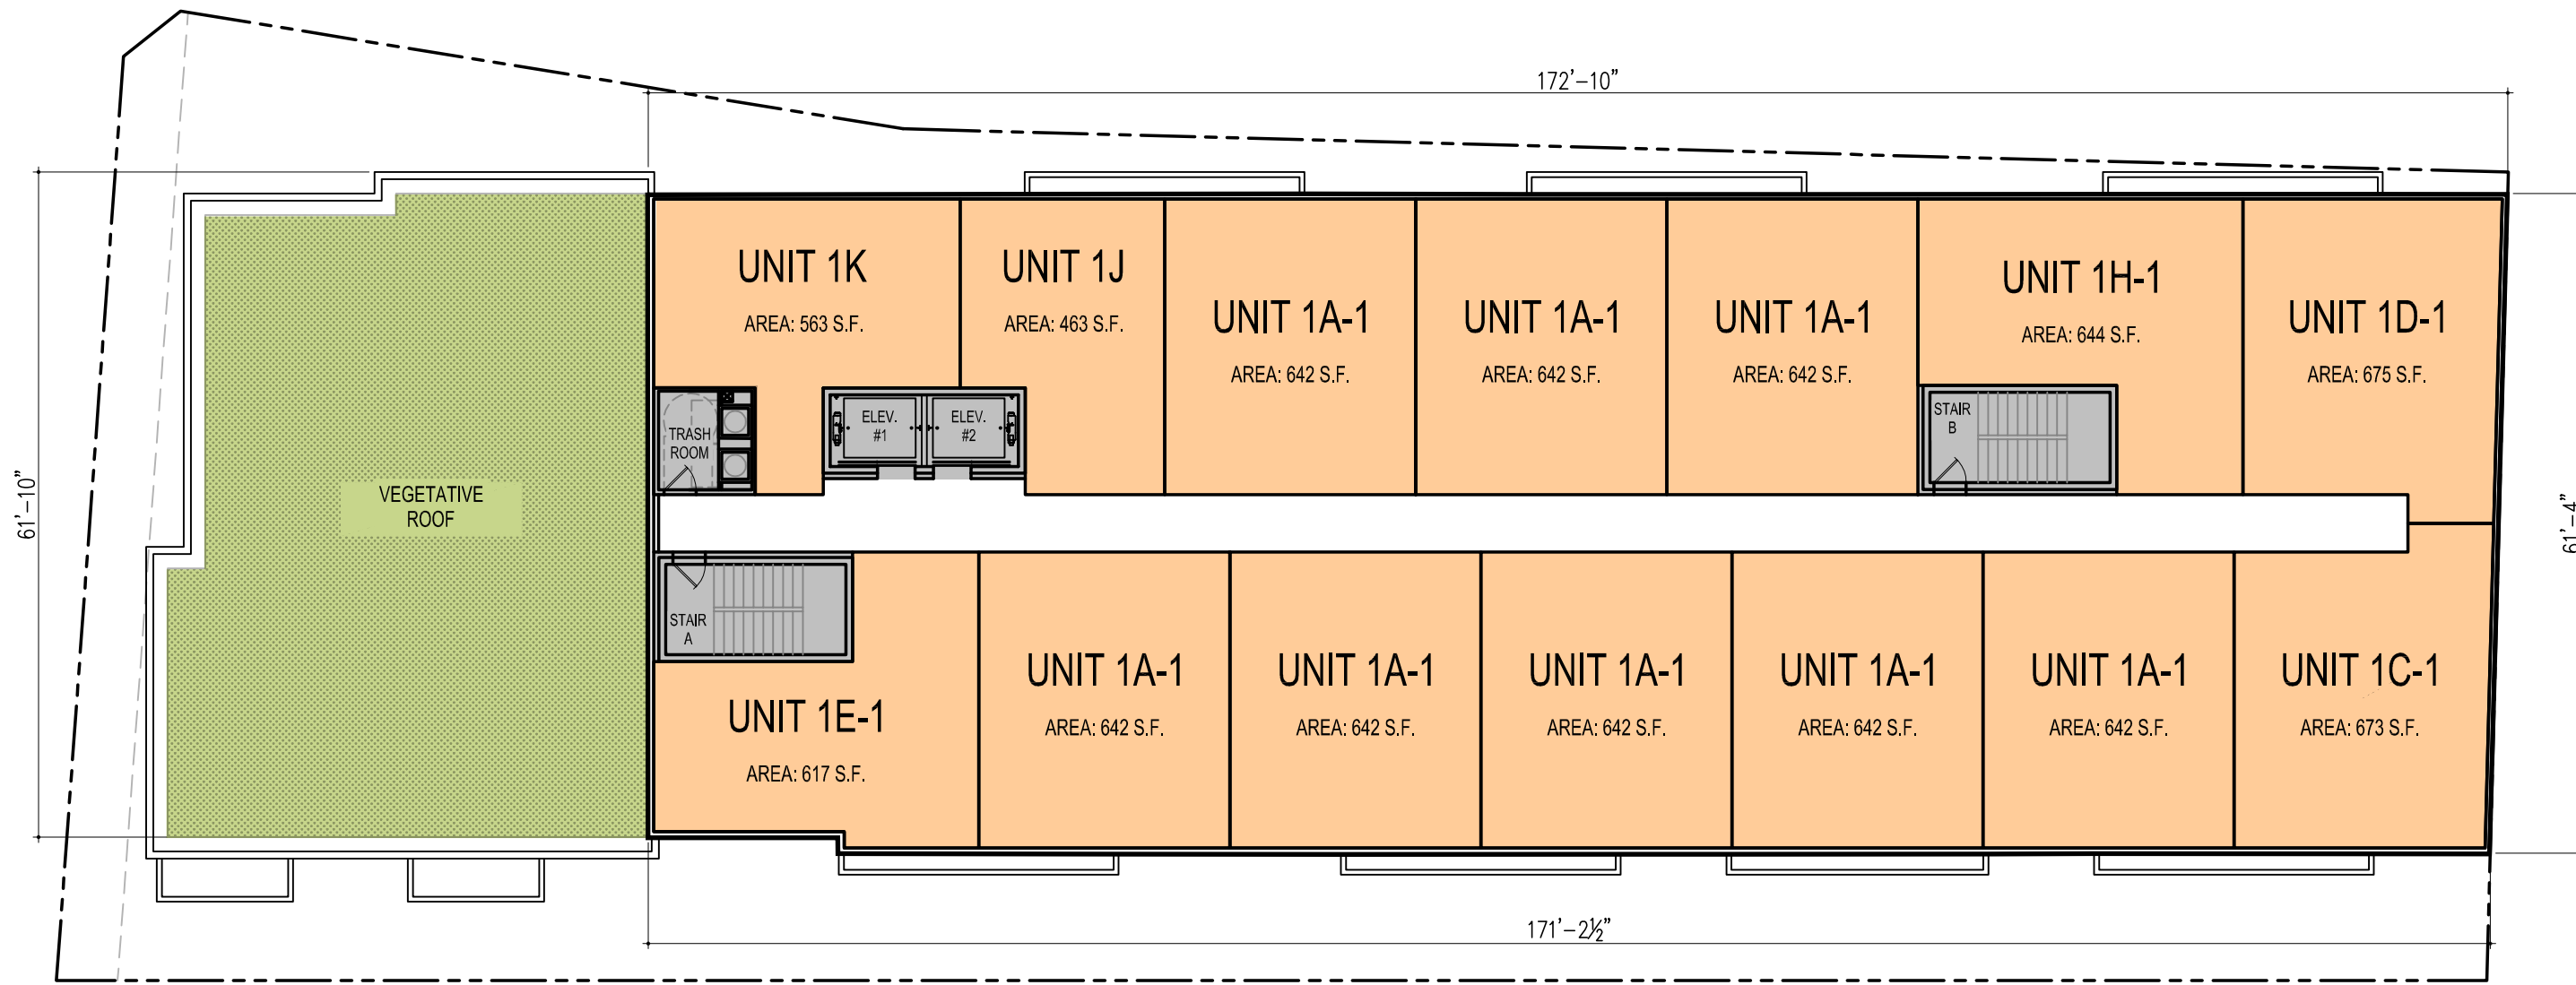 172'-10"
UNIT 1K
AREA: 563 S.F.
UNIT 1J
AREA: 463 S.F.
UNIT 1A-1
AREA: 642 S.F.
UNIT 1A-1
AREA: 642 S.F.
UNIT 1A-1
AREA: 642 S.F.
UNIT 1H-1
AREA: 644 S.F.
UNIT 1D-1
AREA: 675 S.F.
TRASH
ROOM
ELEV.
#1
ELEV.
#2
STAIR
B
61'-10"
VEGETATIVE
ROOF
61'-4"
STAIR
A
UNIT 1E-1
AREA: 617 S.F.
UNIT 1A-1
AREA: 642 S.F.
UNIT 1A-1
AREA: 642 S.F.
UNIT 1A-1
AREA: 642 S.F.
UNIT 1A-1
AREA: 642 S.F.
UNIT 1A-1
AREA: 642 S.F.
UNIT 1C-1
AREA: 673 S.F.
171'-2½"